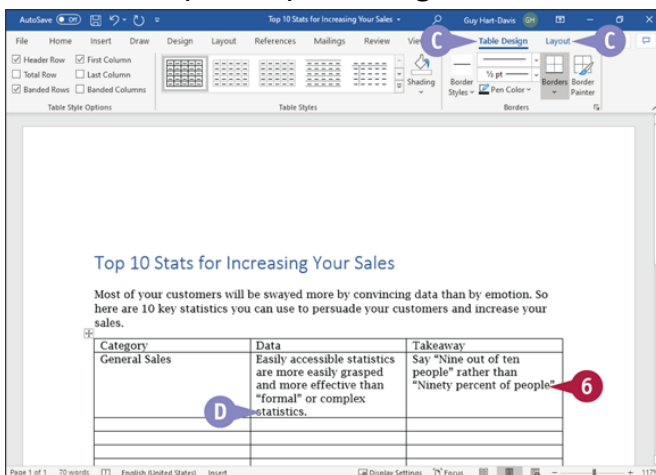 AutoSave Off Top 10 Stats for Increasing Your Sales Guy Hart-Davis GH
File Home Insert Draw Design Layout References Mailings Review C Table Design Layout C
Header Row First Column
Total Row Last Column
Banded Rows Banded Columns
Shading
Border Styles
½ pt
Pen Color
Borders
Border Painter
Table Style Options Table Styles Borders
Top 10 Stats for Increasing Your Sales
Most of your customers will be swayed more by convincing data than by emotion. So
here are 10 key statistics you can use to persuade your customers and increase your
sales.
Category Data Takeaway
General Sales Easily accessible statistics Say “Nine out of ten
are more easily grasped people” rather than
and more effective than “Ninety percent of people” 6
“formal” or complex
D statistics.
Page 1 of 1 70 words English (United States) Insert Display Settings Focus 117%